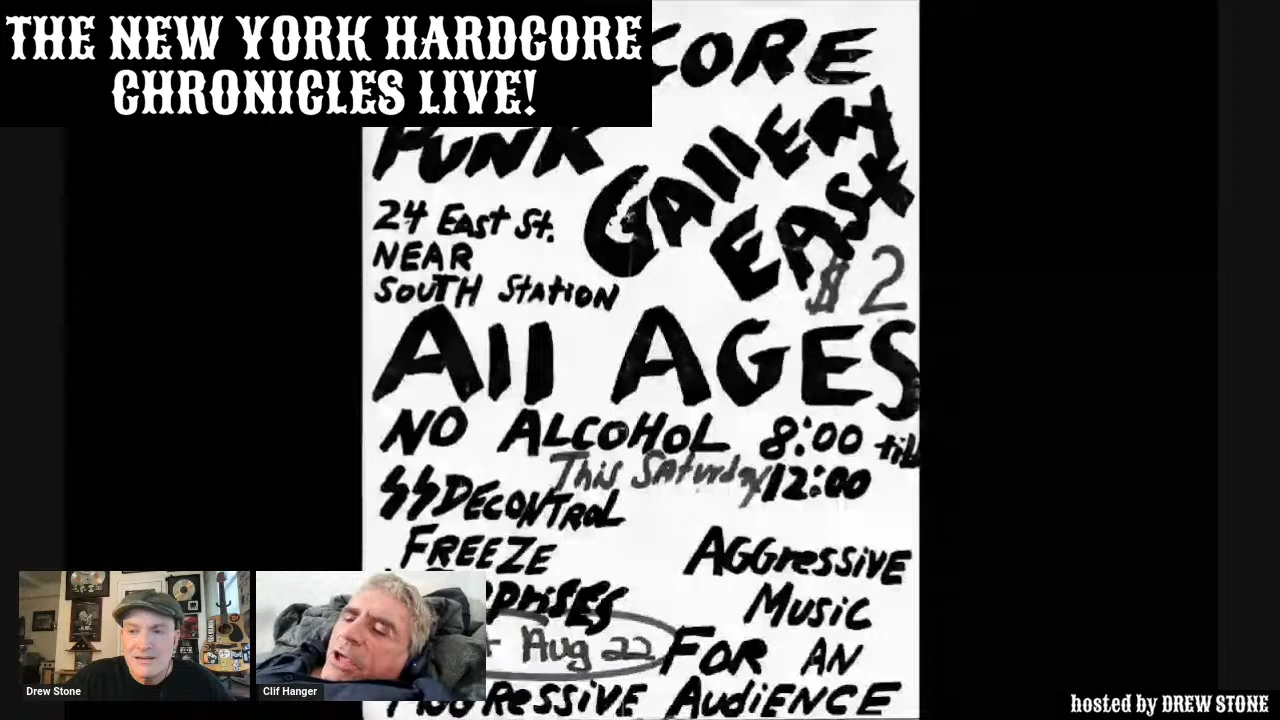 THE NEW YORK HARDCORE
CHRONICLES LIVE!
CORE
PUNK
GAllERY
EAST
24 EAST St.
NEAR
SOUTH STATION
$2
All AGES
NO ALCOHOL 8:00 till
This Saturday 12:00
SSDECONTROL
FREEZE
AGGressive
Music
Aug 22
FOR AN
AUDIENCE
Drew Stone
Clif Hanger
hosted by DREW STONE